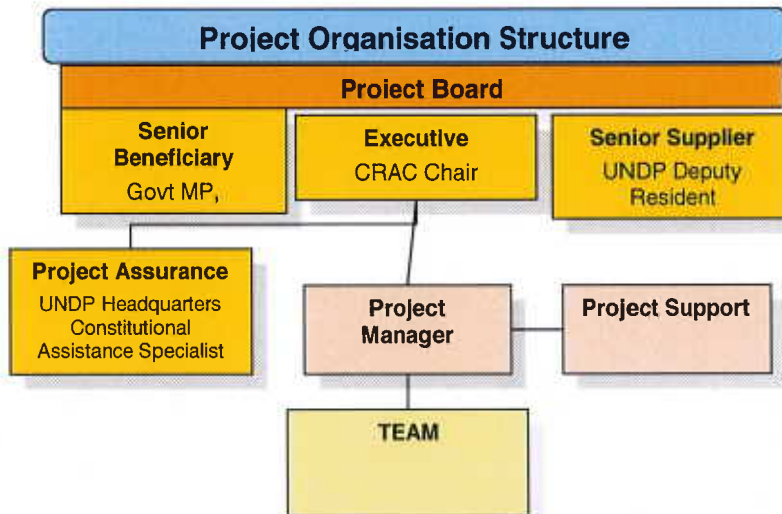 Project Organisation Structure
Project Board
Senior
Beneficiary
Govt MP,
Executive
CRAC Chair
Senior Supplier
UNDP Deputy
Resident
Project Assurance
UNDP Headquarters
Constitutional
Assistance Specialist
Project
Manager
Project Support
TEAM